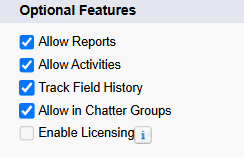 Optional Features
Allow Reports
Allow Activities
Track Field History
Allow in Chatter Groups
Enable Licensing i